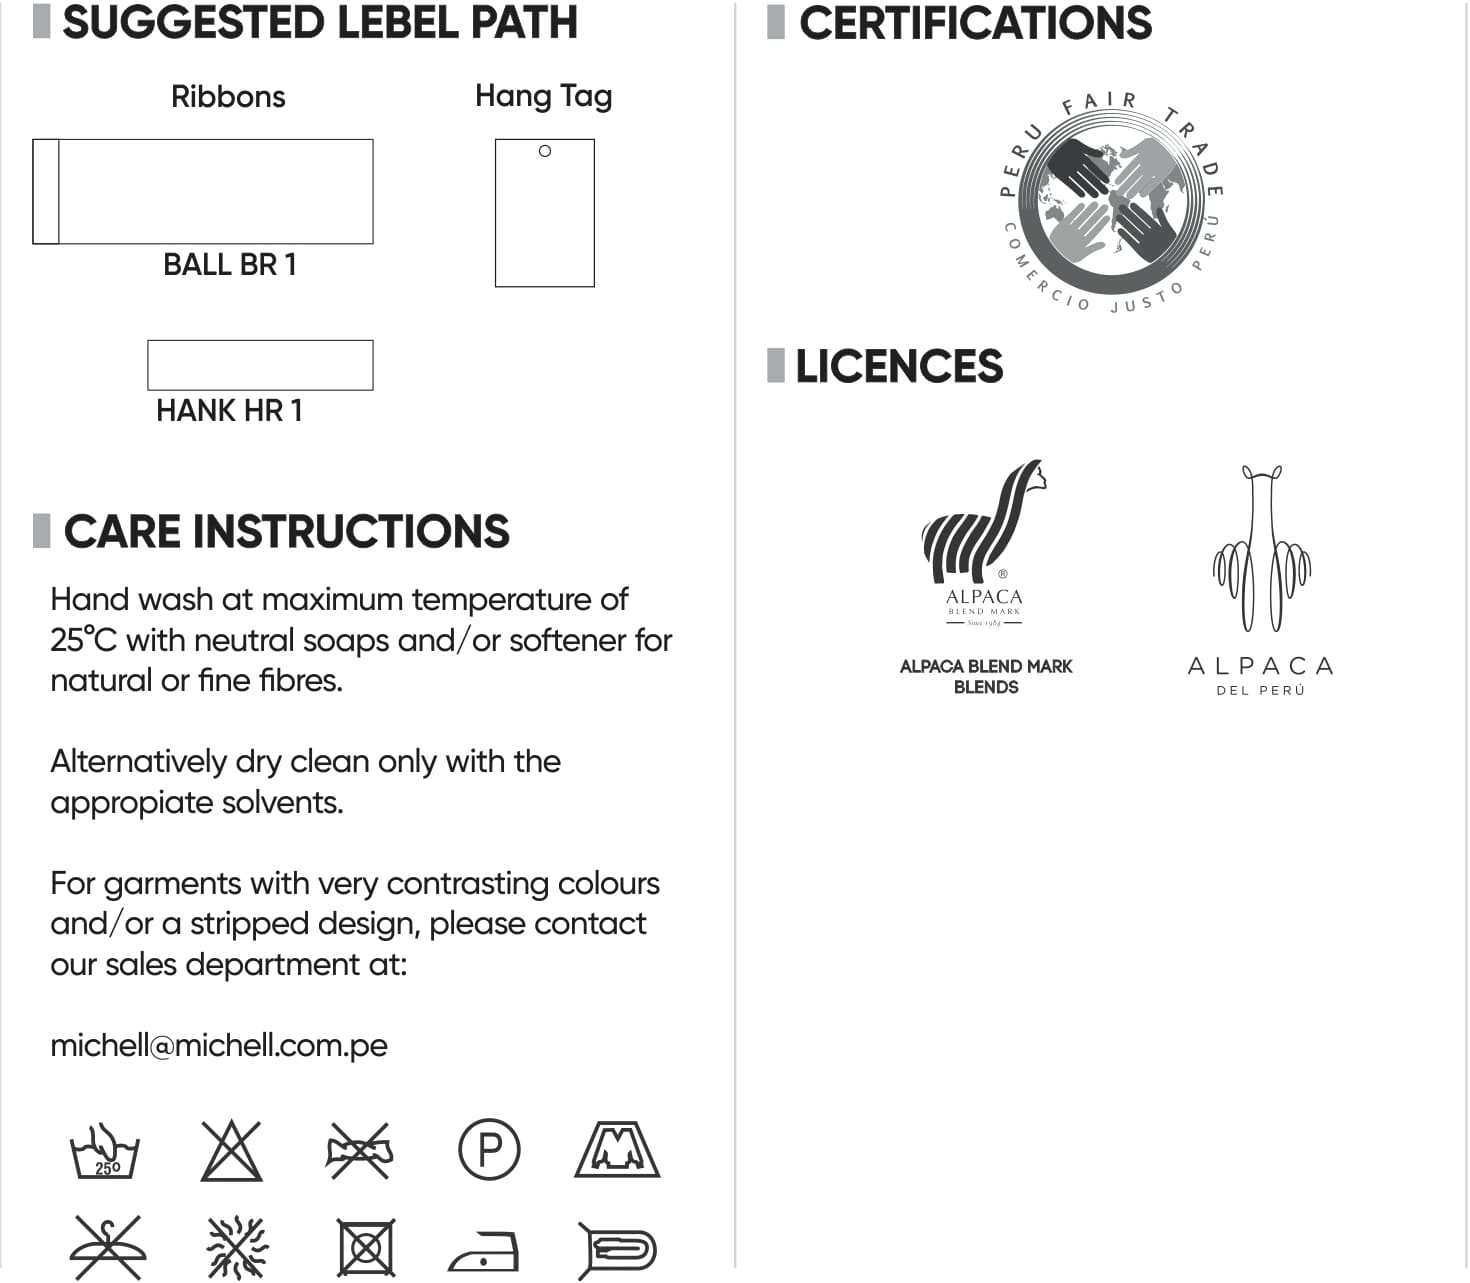 SUGGESTED LEBEL PATH
Ribbons
Hang Tag
BALL BR 1
HANK HR 1
CARE INSTRUCTIONS
Hand wash at maximum temperature of
25°C with neutral soaps and/or softener for
natural or fine fibres.
Alternatively dry clean only with the
appropiate solvents.
For garments with very contrasting colours
and/or a stripped design, please contact
our sales department at:
michell@michell.com.pe
25º
P
CERTIFICATIONS
PERU FAIR TRADE
COMERCIO JUSTO PERÚ
LICENCES
®
ALPACA
BLEND MARK
Since 1984
ALPACA BLEND MARK
BLENDS
ALPACA
DEL PERÚ